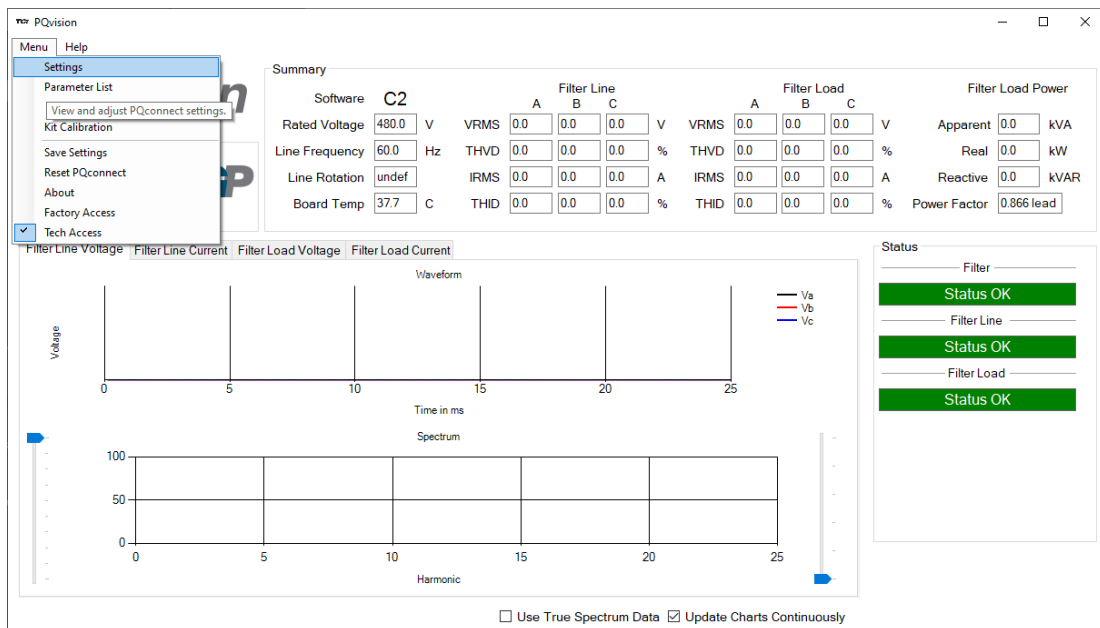 TCI PQvision
Menu Help
Settings
Parameter List
View and adjust PQconnect settings.
Kit Calibration
Save Settings
Reset PQconnect
About
Factory Access
Tech Access
n
P
Summary
Software C2
Rated Voltage 480.0 V
Line Frequency 60.0 Hz
Line Rotation undef
Board Temp 37.7 C
Filter Line
A B C
VRMS 0.0 0.0 0.0 V
THVD 0.0 0.0 0.0 %
IRMS 0.0 0.0 0.0 A
THID 0.0 0.0 0.0 %
Filter Load
A B C
VRMS 0.0 0.0 0.0 V
THVD 0.0 0.0 0.0 %
IRMS 0.0 0.0 0.0 A
THID 0.0 0.0 0.0 %
Filter Load Power
Apparent 0.0 kVA
Real 0.0 kW
Reactive 0.0 kVAR
Power Factor 0.866 lead
Filter Line Voltage Filter Line Current Filter Load Voltage Filter Load Current
Waveform
Voltage
Va
Vb
Vc
0 5 10 15 20 25
Time in ms
Spectrum
100
50
0
0 5 10 15 20 25
Harmonic
Status
Filter
Status OK
Filter Line
Status OK
Filter Load
Status OK
Use True Spectrum Data Update Charts Continuously